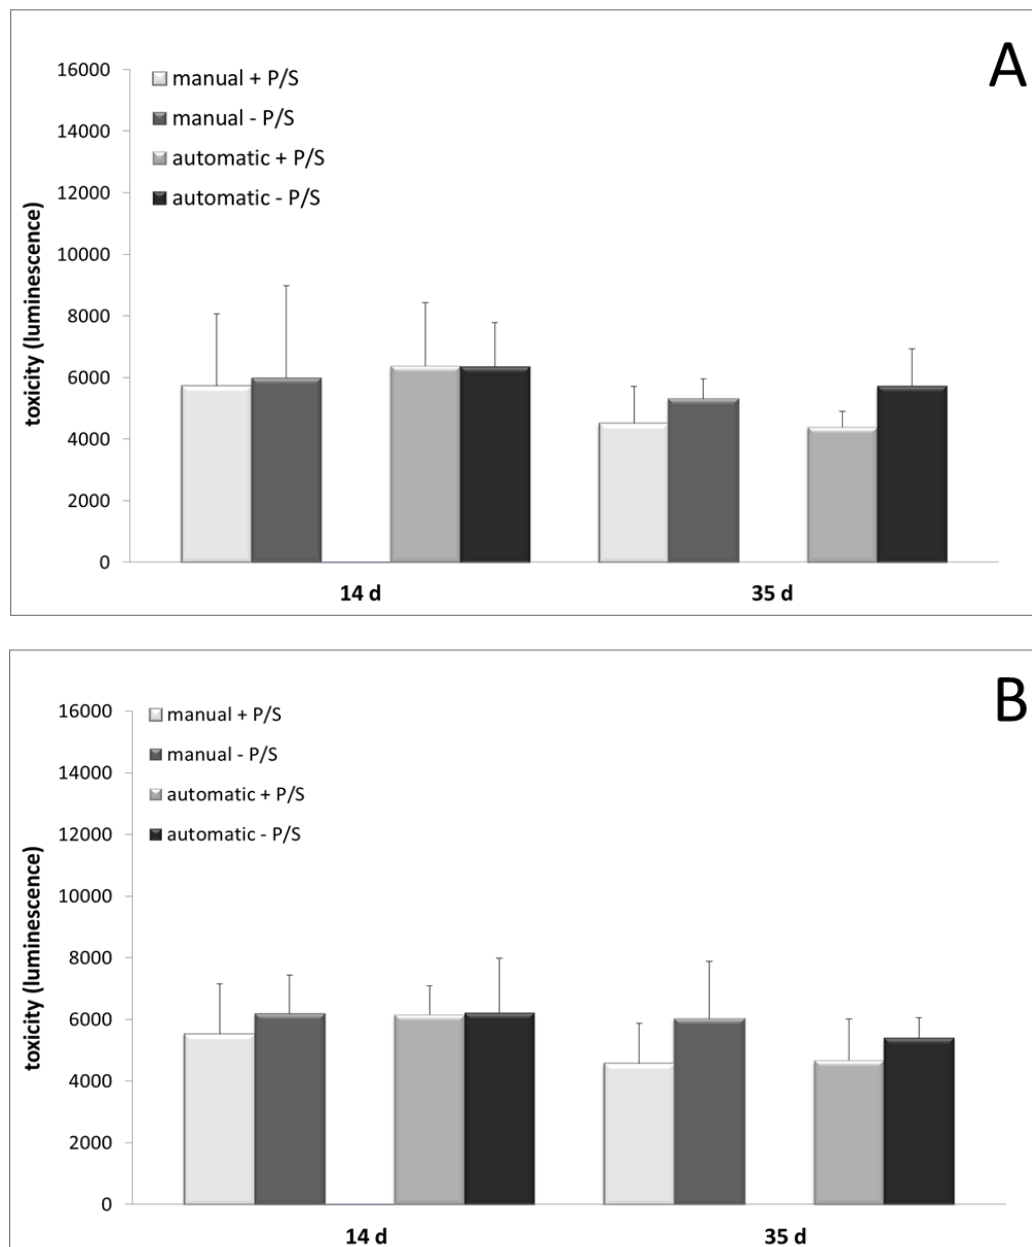 A
16000
14000
12000
10000
8000
6000
4000
2000
0
toxicity (luminescence)
manual + P/S
manual - P/S
automatic + P/S
automatic - P/S
14 d
35 d
B
16000
14000
12000
10000
8000
6000
4000
2000
0
toxicity (luminescence)
manual + P/S
manual - P/S
automatic + P/S
automatic - P/S
14 d
35 d